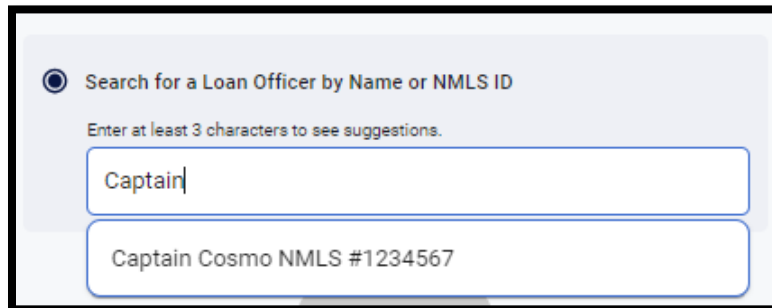 Search for a Loan Officer by Name or NMLS ID
Enter at least 3 characters to see suggestions.
Captain
Captain Cosmo NMLS #1234567